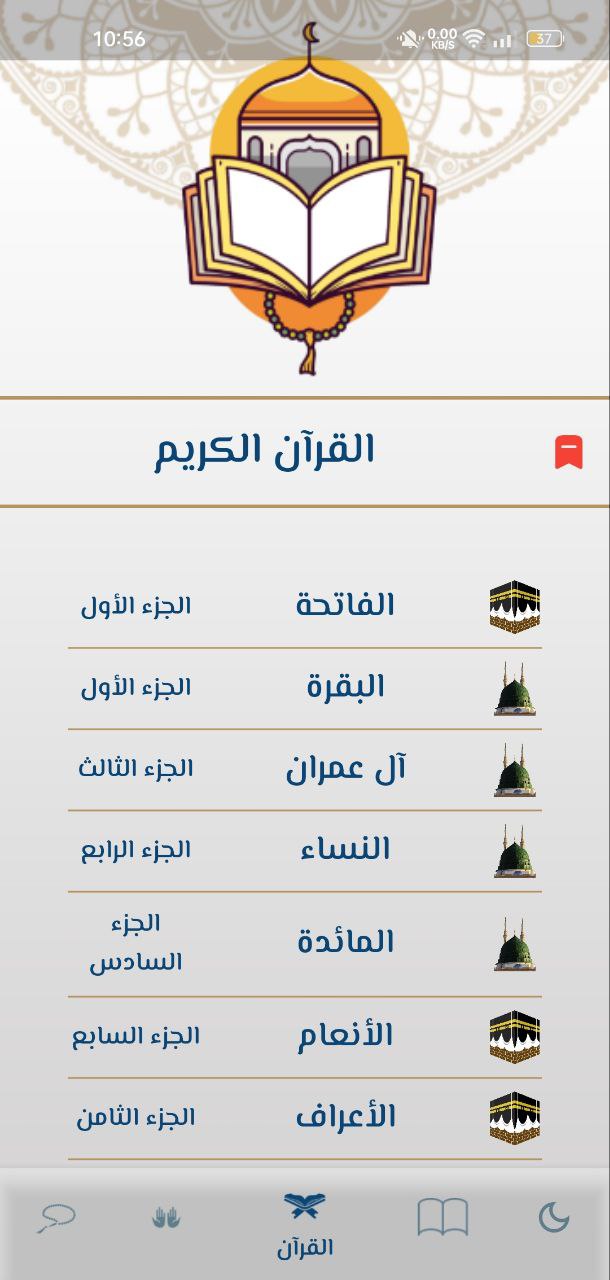 10:56
0.00
KB/S
37
القرآن الكريم
الفاتحة الجزء الأول
البقرة الجزء الأول
آل عمران الجزء الثالث
النساء الجزء الرابع
المائدة الجزء
السادس
الأنعام الجزء السابع
الأعراف الجزء الثامن
القرآن